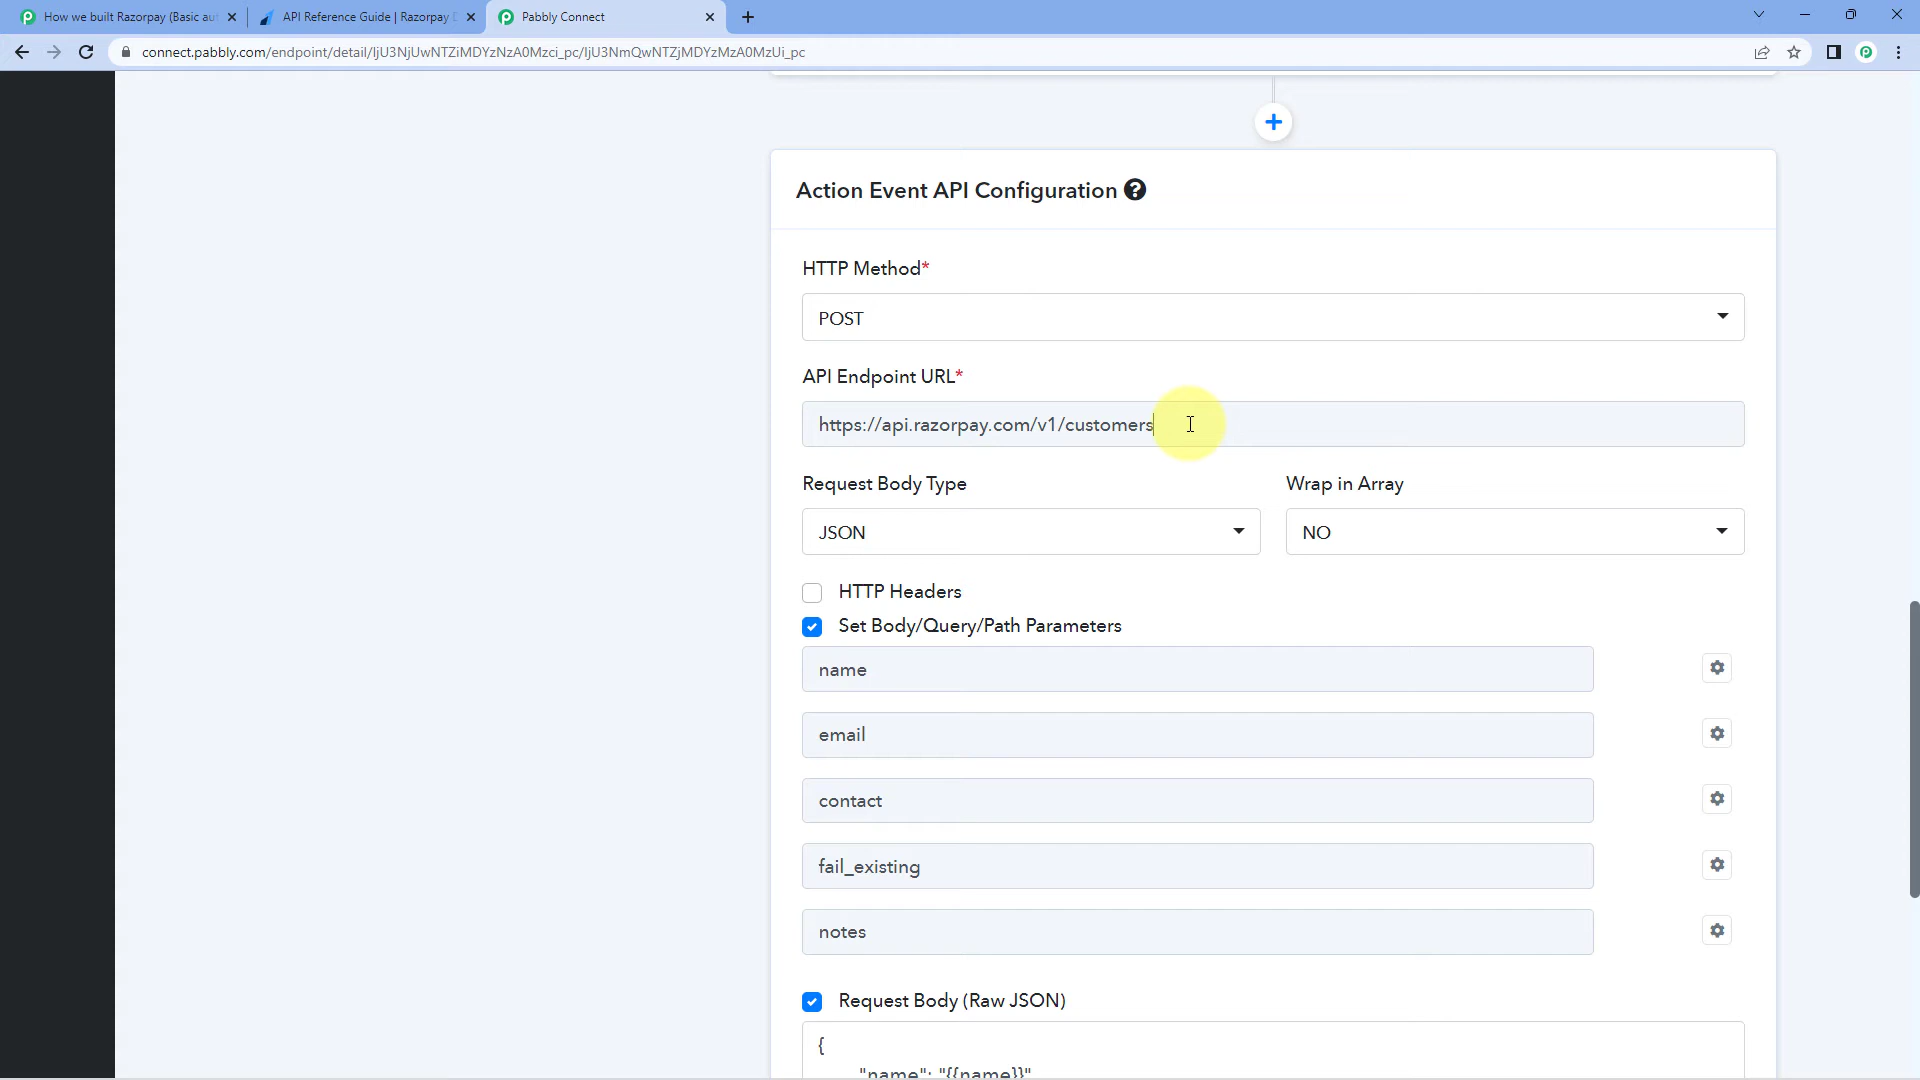 How we built Razorpay (Basic aut
API Reference Guide | Razorpay D
Pabbly Connect
connect.pabbly.com/endpoint/detail/IjU3NjUwNTZiMDYzNzA0Mzci_pc/IjU3NmQwNTZjMDYzMzA0MzUi_pc
Action Event API Configuration
HTTP Method*
POST
API Endpoint URL*
https://api.razorpay.com/v1/customers
Request Body Type
Wrap in Array
JSON
NO
HTTP Headers
Set Body/Query/Path Parameters
name
email
contact
fail_existing
notes
Request Body (Raw JSON)
{
"name": "{{name}}"